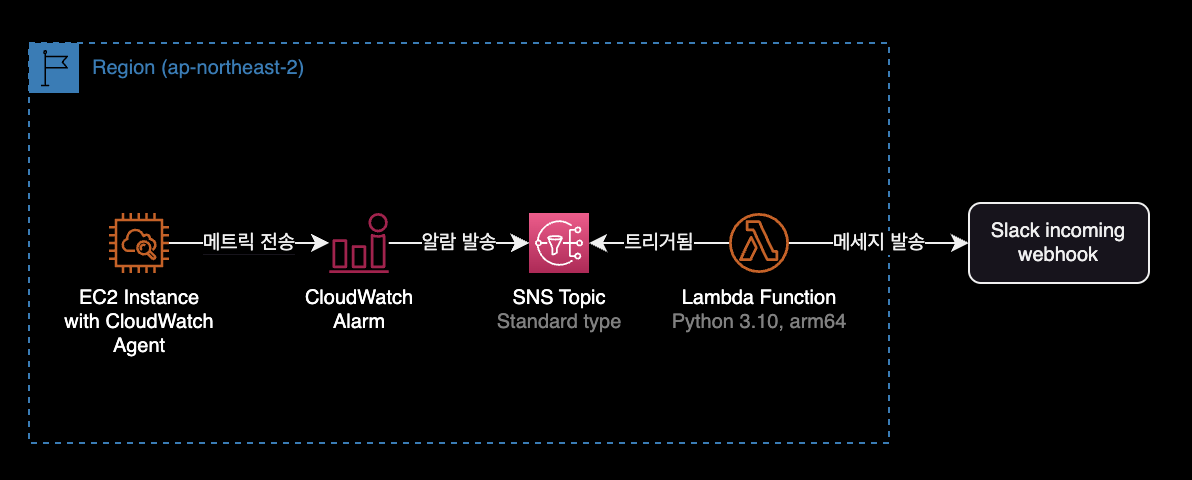 Region (ap-northeast-2)
메트릭 전송
알람 발송
트리거됨
메세지 발송
Slack incoming
webhook
EC2 Instance
with CloudWatch
Agent
CloudWatch
Alarm
SNS Topic
Standard type
Lambda Function
Python 3.10, arm64